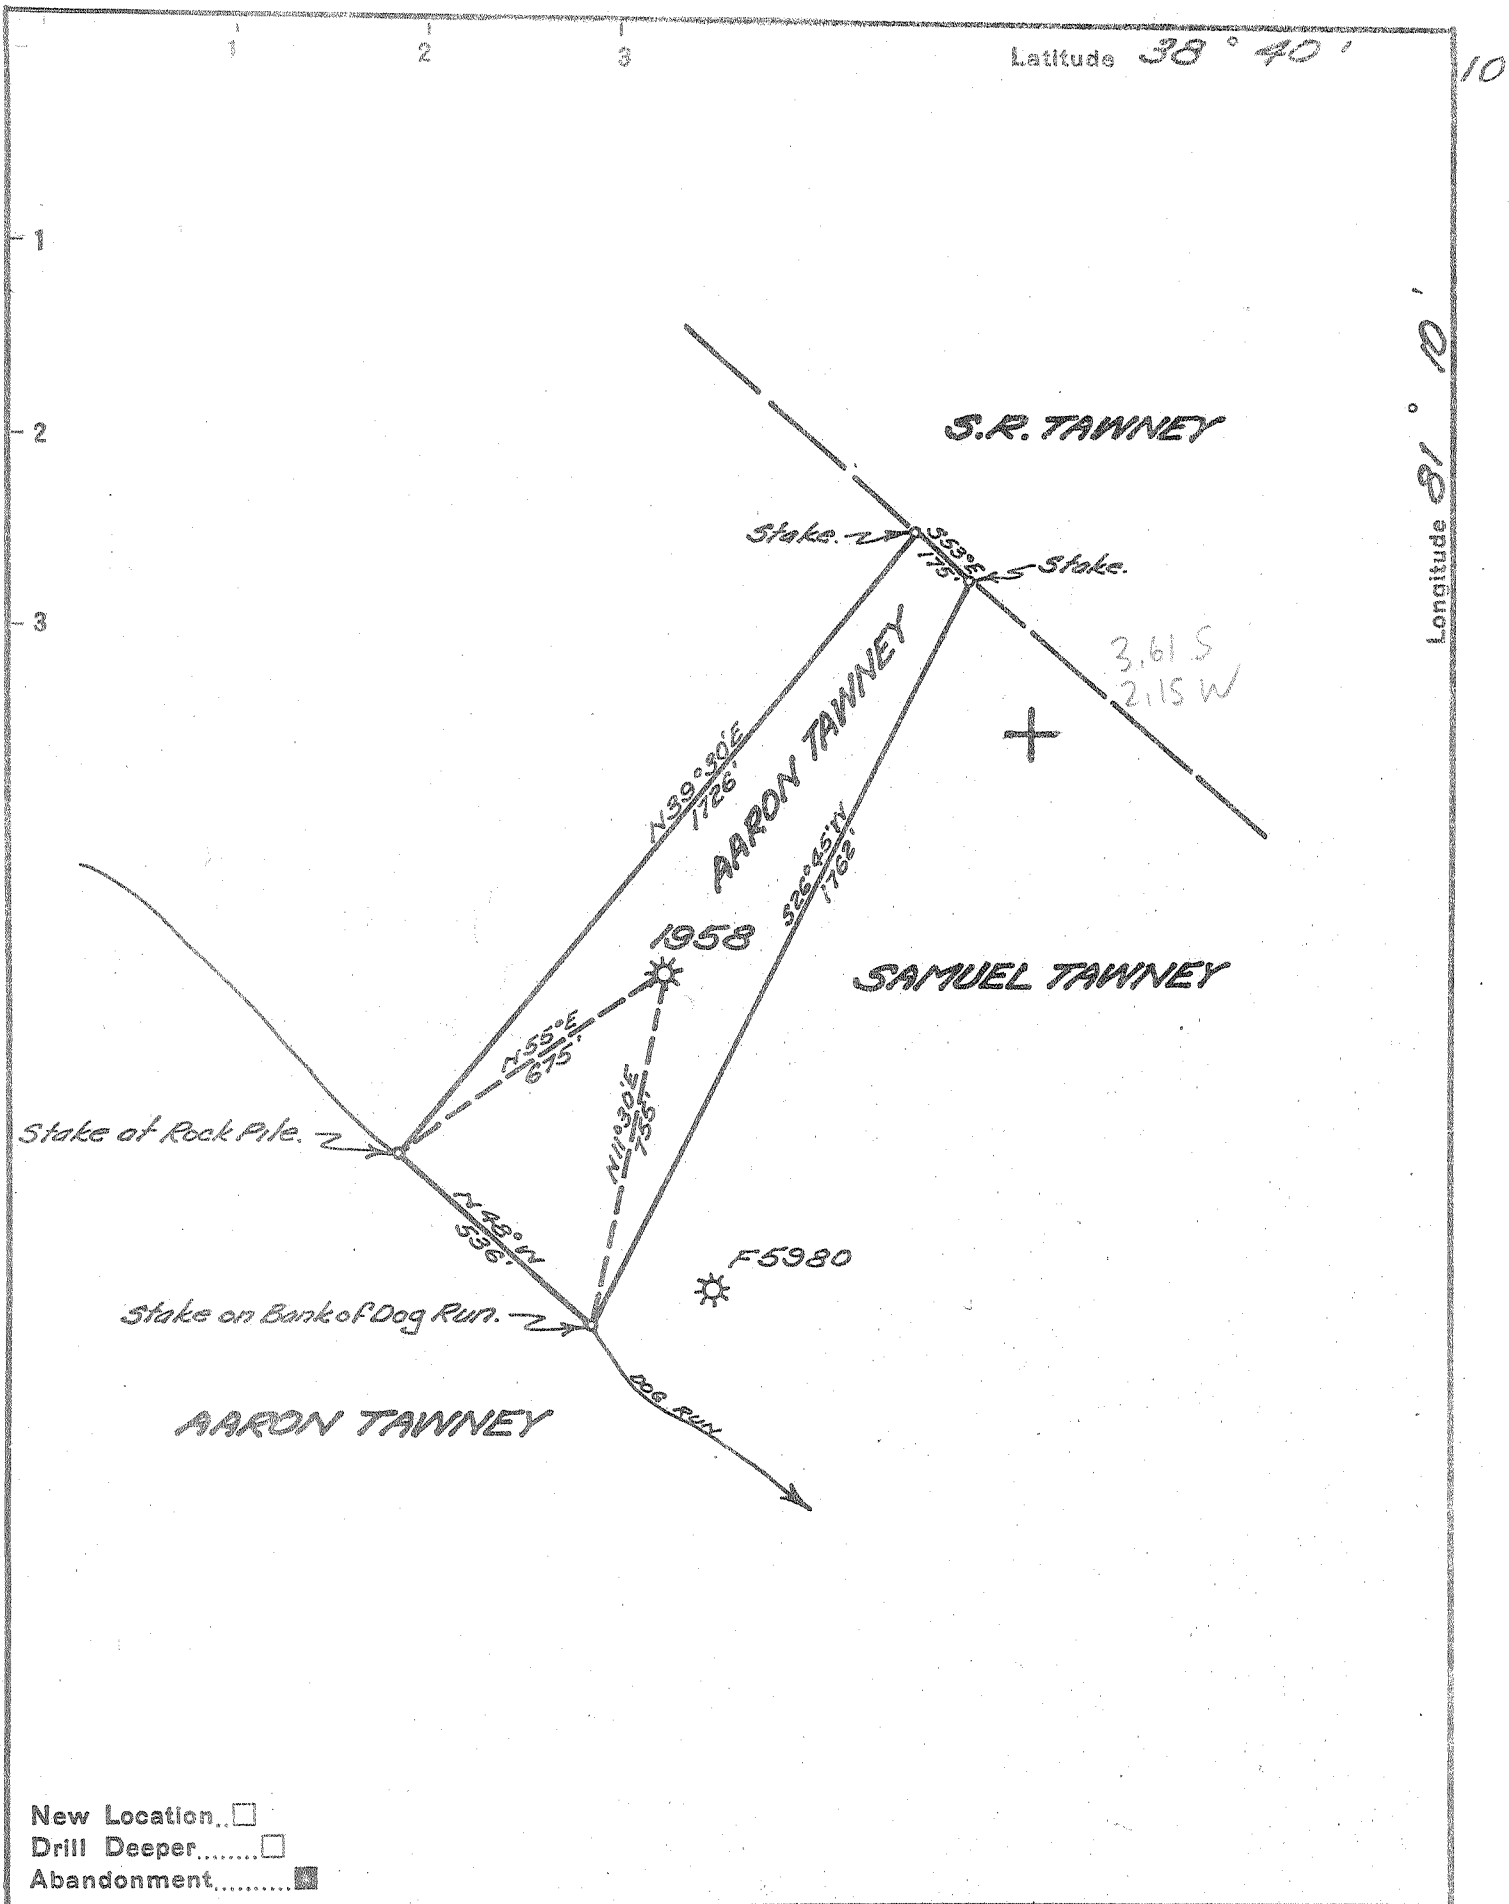 1 2 3 Latitude 38° 40' 10
1
2
3
Longitude 81° 10'
S.R. TAWNEY
Stake.
S53°E
175'
Stake.
3.61 S
2.15 W
AARON TAWNEY
N39°30'E
1726'
S26°45'W
1762'
1958
SAMUEL TAWNEY
N55°E
675'
N11°30'E
755'
Stake at Rock Pile.
N48°W
536'
F5980
Stake on Bank of Dog Run.
DOG RUN
AARON TAWNEY
New Location..
Drill Deeper........
Abandonment..........